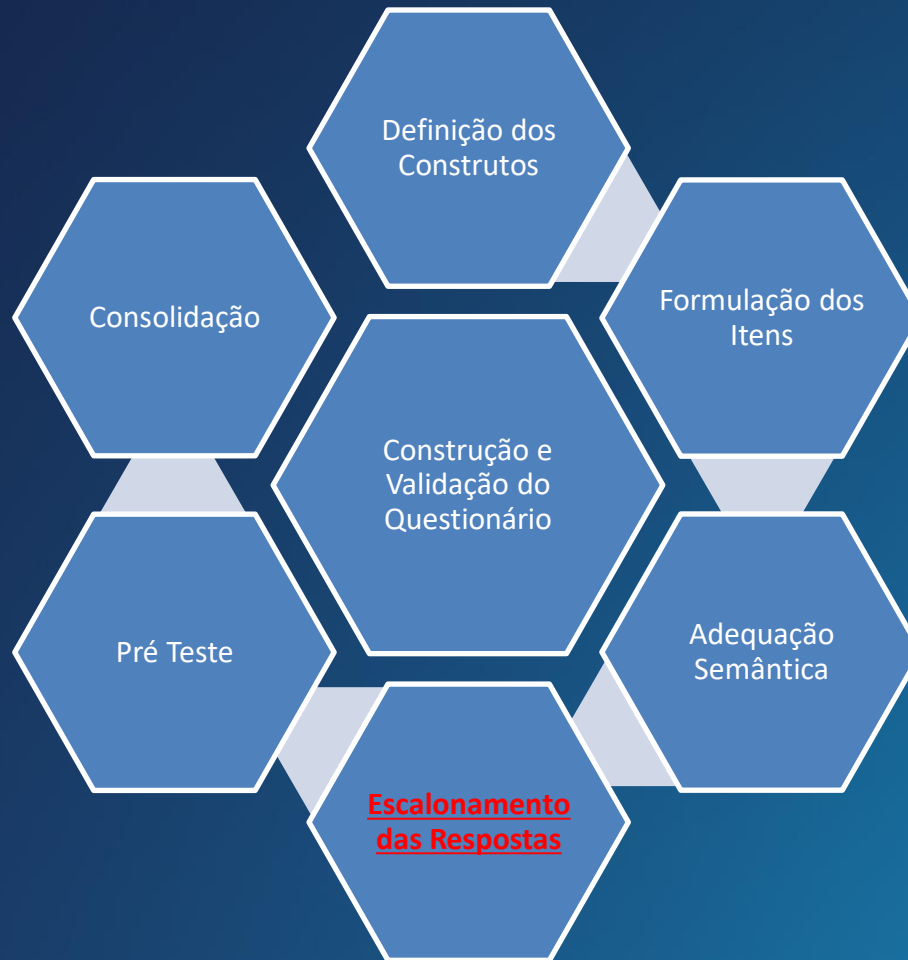 Definição dos
Construtos
Formulação dos
Itens
Adequação
Semântica
Escalonamento
das Respostas
Pré Teste
Consolidação
Construção e
Validação do
Questionário